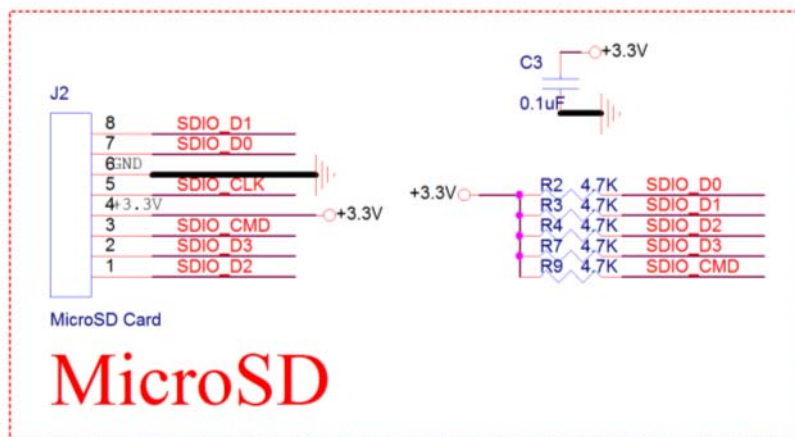 C3
+3.3V
0.1uF
J2
8 SDIO_D1
7 SDIO_D0
6 GND
5 SDIO_CLK
4 +3.3V +3.3V
3 SDIO_CMD
2 SDIO_D3
1 SDIO_D2
MicroSD Card
+3.3V
R2 4.7K SDIO_D0
R3 4.7K SDIO_D1
R4 4.7K SDIO_D2
R7 4.7K SDIO_D3
R9 4.7K SDIO_CMD
MicroSD